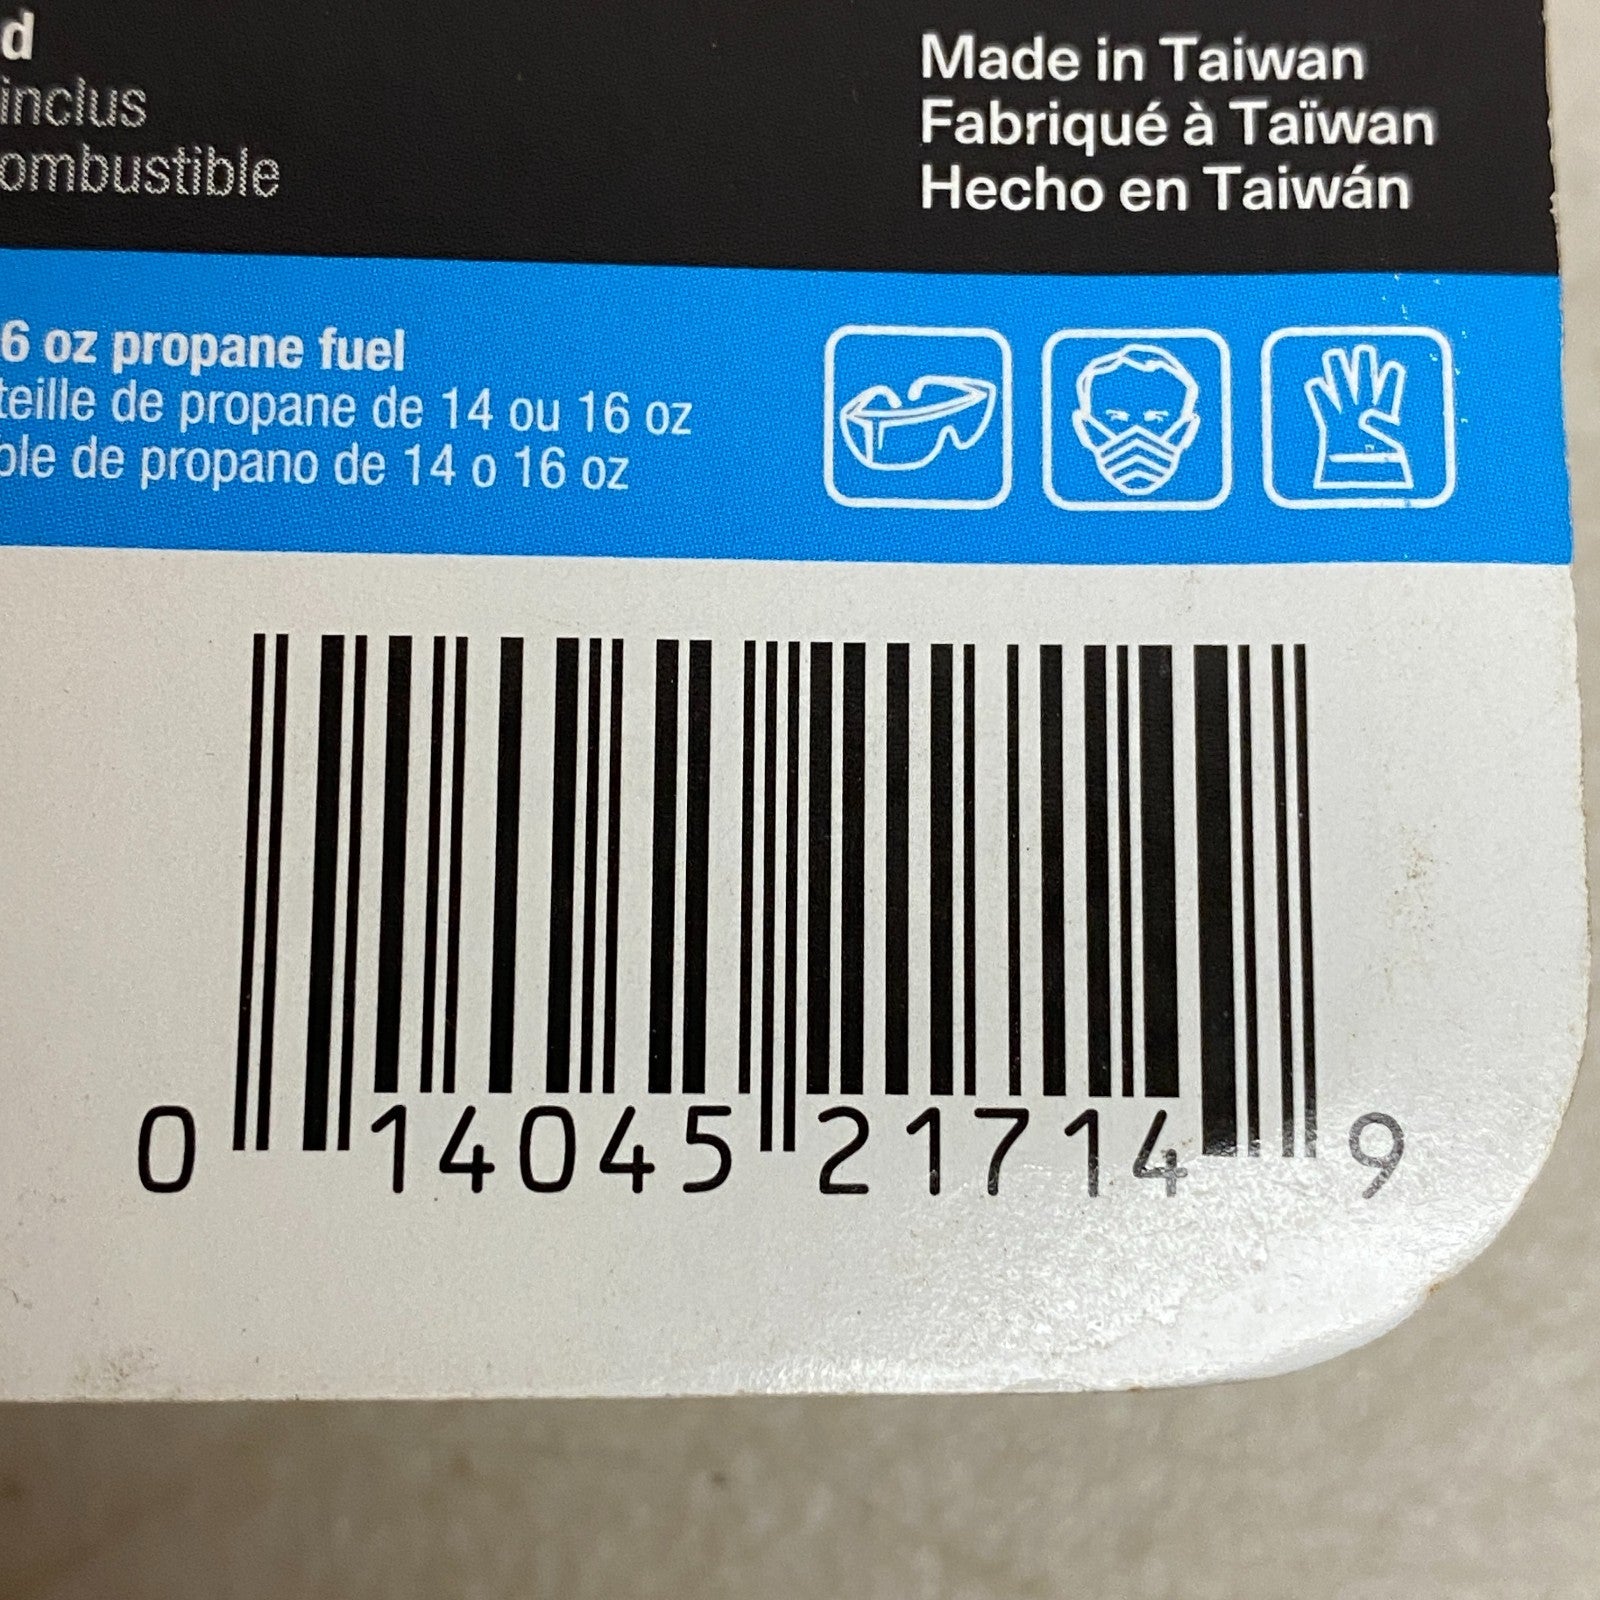 d
inclus
ombustible
Made in Taiwan
Fabriqué à Taïwan
Hecho en Taiwán
6 oz propane fuel
teille de propane de 14 ou 16 oz
ble de propano de 14 o 16 oz
0 14045 21714 9